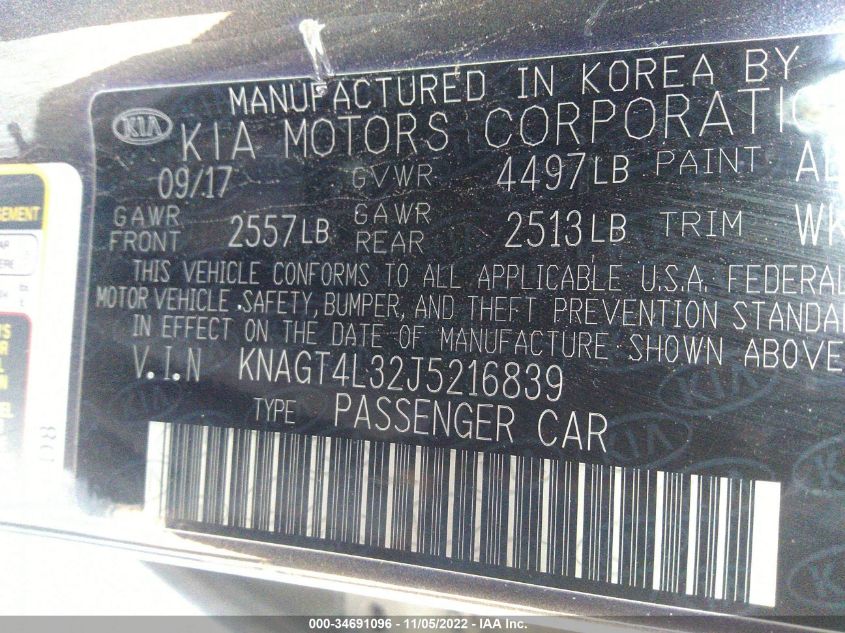 MANUFACTURED IN KOREA BY
KIA KIA MOTORS CORPORATI
09/17 GVWR 4497LB PAINT
GAWR FRONT 2557LB GAWR REAR 2513LB TRIM WK
THIS VEHICLE CONFORMS TO ALL APPLICABLE U.S.A. FEDERAL
MOTOR VEHICLE SAFETY, BUMPER, AND THEFT PREVENTION STANDA
IN EFFECT ON THE DATE OF MANUFACTURE SHOWN ABOVE
V.I.N KNAGT4L32J5216839
TYPE PASSENGER CAR
000-34691096 - 11/05/2022 - IAA Inc.